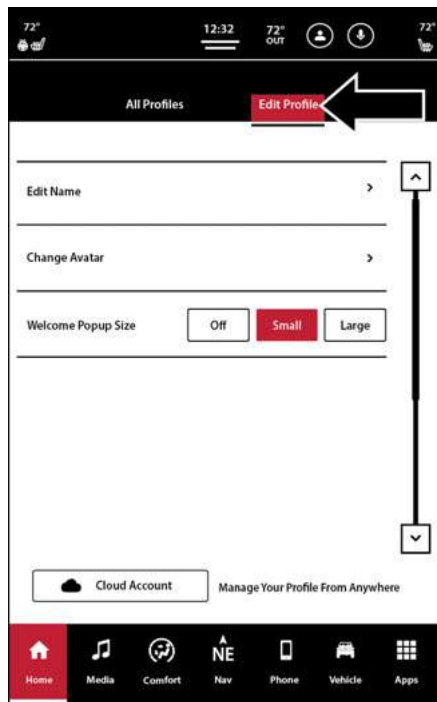 72° 12:32 72° OUT 72°
All Profiles Edit Profile
Edit Name
Change Avatar
Welcome Popup Size Off Small Large
Cloud Account Manage Your Profile From Anywhere
NE
Home Media Comfort Nav Phone Vehicle Apps